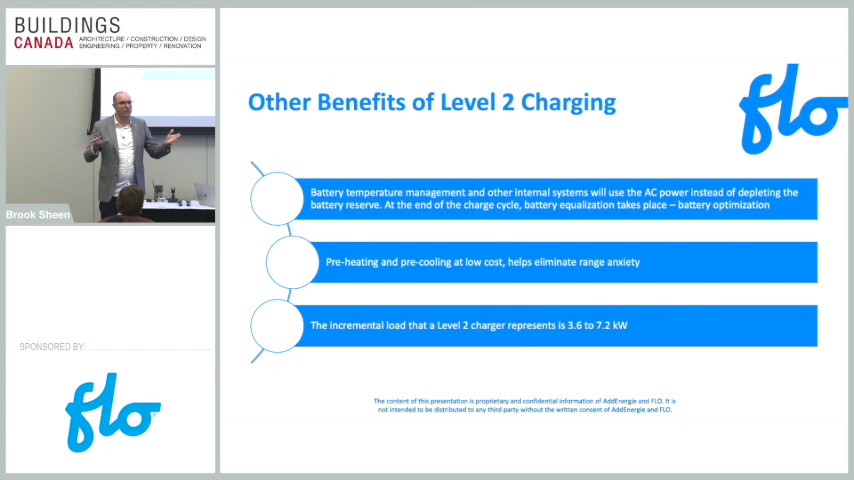 BUILDINGS
CANADA
ARCHITECTURE / CONSTRUCTION / DESIGN
ENGINEERING / PROPERTY / RENOVATION
Brook Sheen
SPONSORED BY:
flo
Other Benefits of Level 2 Charging
flo
Battery temperature management and other internal systems will use the AC power instead of depleting the
battery reserve. At the end of the charge cycle, battery equalization takes place – battery optimization
Pre-heating and pre-cooling at low cost, helps eliminate range anxiety
The incremental load that a Level 2 charger represents is 3.6 to 7.2 kW
The content of this presentation is proprietary and confidential information of AddEnergie and FLO. It is
not intended to be distributed to any third party without the written consent of AddEnergie and FLO.